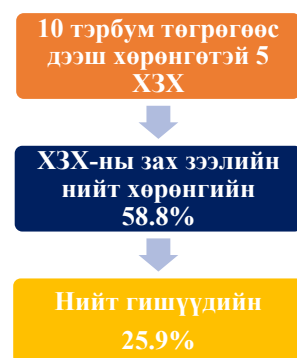 10 тэрбум төгрөгөөс
дээш хөрөнгөтэй 5
ХЗХ
ХЗХ-ны зах зээлийн
нийт хөрөнгийн
58.8%
Нийт гишүүдийн
25.9%